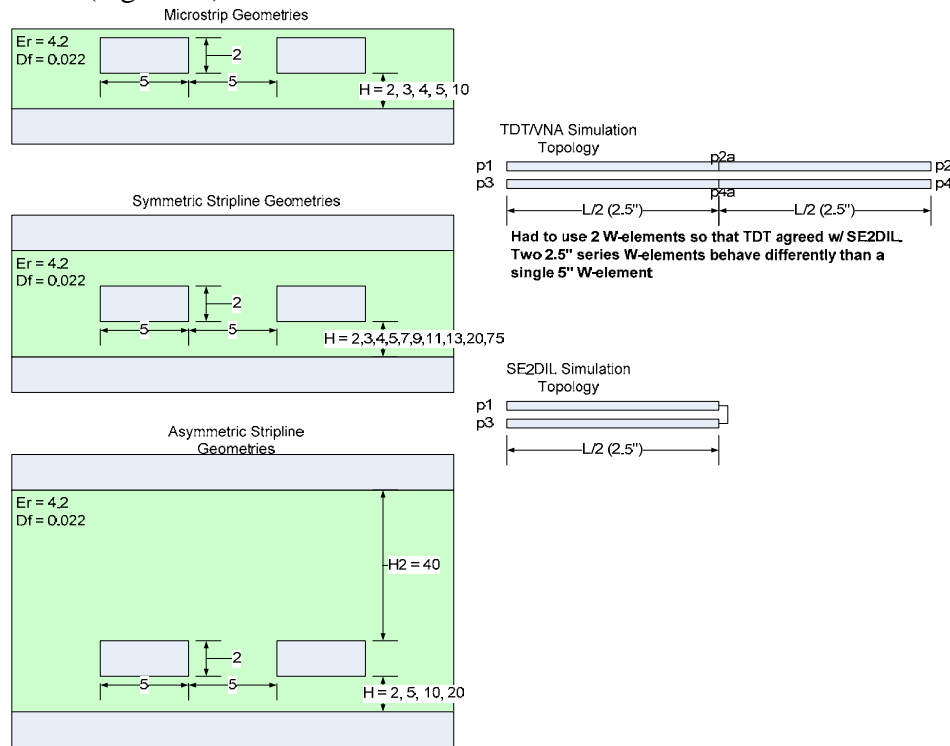 Microstrip Geometries
Er = 4.2
Df = 0.022
2
5
5
H = 2, 3, 4, 5, 10
TDT/VNA Simulation
Topology
p1
p2a
p2
p3
p4a
p4
L/2 (2.5")
L/2 (2.5")
Had to use 2 W-elements so that TDT agreed w/ SE2DIL.
Two 2.5" series W-elements behave differently than a
single 5" W-element
Symmetric Stripline Geometries
Er = 4.2
Df = 0.022
2
5
5
H = 2,3,4,5,7,9,11,13,20,75
SE2DIL Simulation
Topology
p1
p3
L/2 (2.5")
Asymmetric Stripline
Geometries
Er = 4.2
Df = 0.022
H2 = 40
2
5
5
H = 2, 5, 10, 20